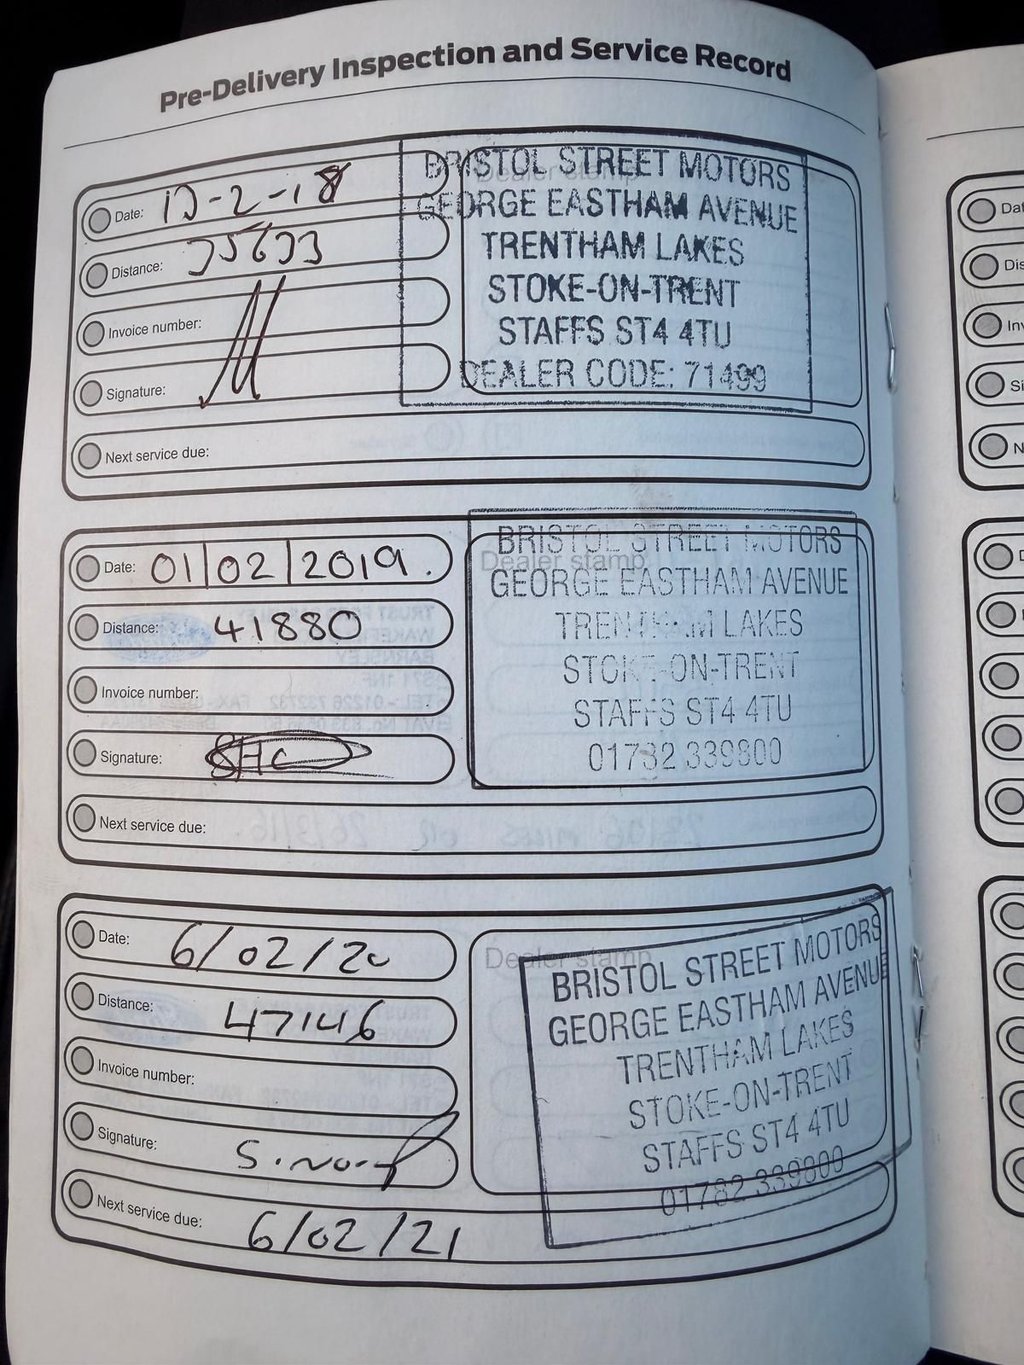 Pre-Delivery Inspection and Service Record
Date:
Distance:
Invoice number:
Signature:
Next service due:
Dealer stamp
BRISTOL STREET MOTORS
GEORGE EASTHAM AVENUE
TRENTHAM LAKES
STOKE-ON-TRENT
STAFFS ST4 4TU
DEALER CODE: 71499
Date: 01/02/2019.
Distance: 41880
Invoice number:
Signature:
Next service due:
Dealer stamp
BRISTOL STREET MOTORS
GEORGE EASTHAM AVENUE
TRENTHAM LAKES
STOKE-ON-TRENT
STAFFS ST4 4TU
01782 339800
Date: 6/02/20
Distance: 47146
Invoice number:
Signature:
Next service due: 6/02/21
Dealer stamp
BRISTOL STREET MOTORS
GEORGE EASTHAM AVENUE
TRENTHAM LAKES
STOKE-ON-TRENT
STAFFS ST4 4TU
01782 339800